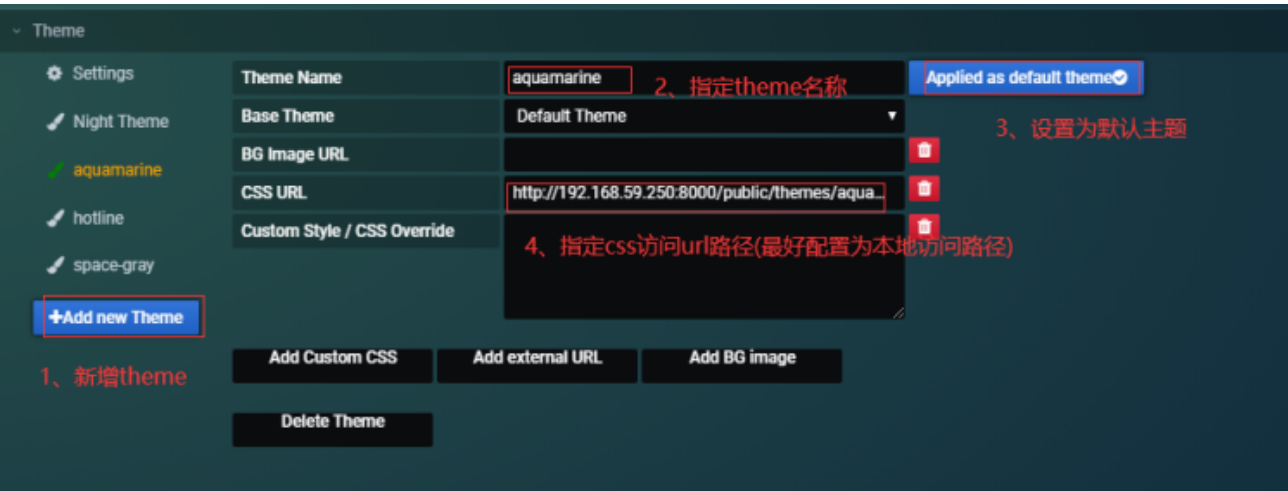 Theme
Settings
Night Theme
aquamarine
hotline
space-gray
+Add new Theme
1、新增theme
Theme Name
aquamarine
2、指定theme名称
Applied as default theme
3、设置为默认主题
Base Theme
Default Theme
BG Image URL
CSS URL
http://192.168.59.250:8000/public/themes/aqua...
Custom Style / CSS Override
4、指定css访问url路径(最好配置为本地访问路径)
Add Custom CSS
Add external URL
Add BG image
Delete Theme